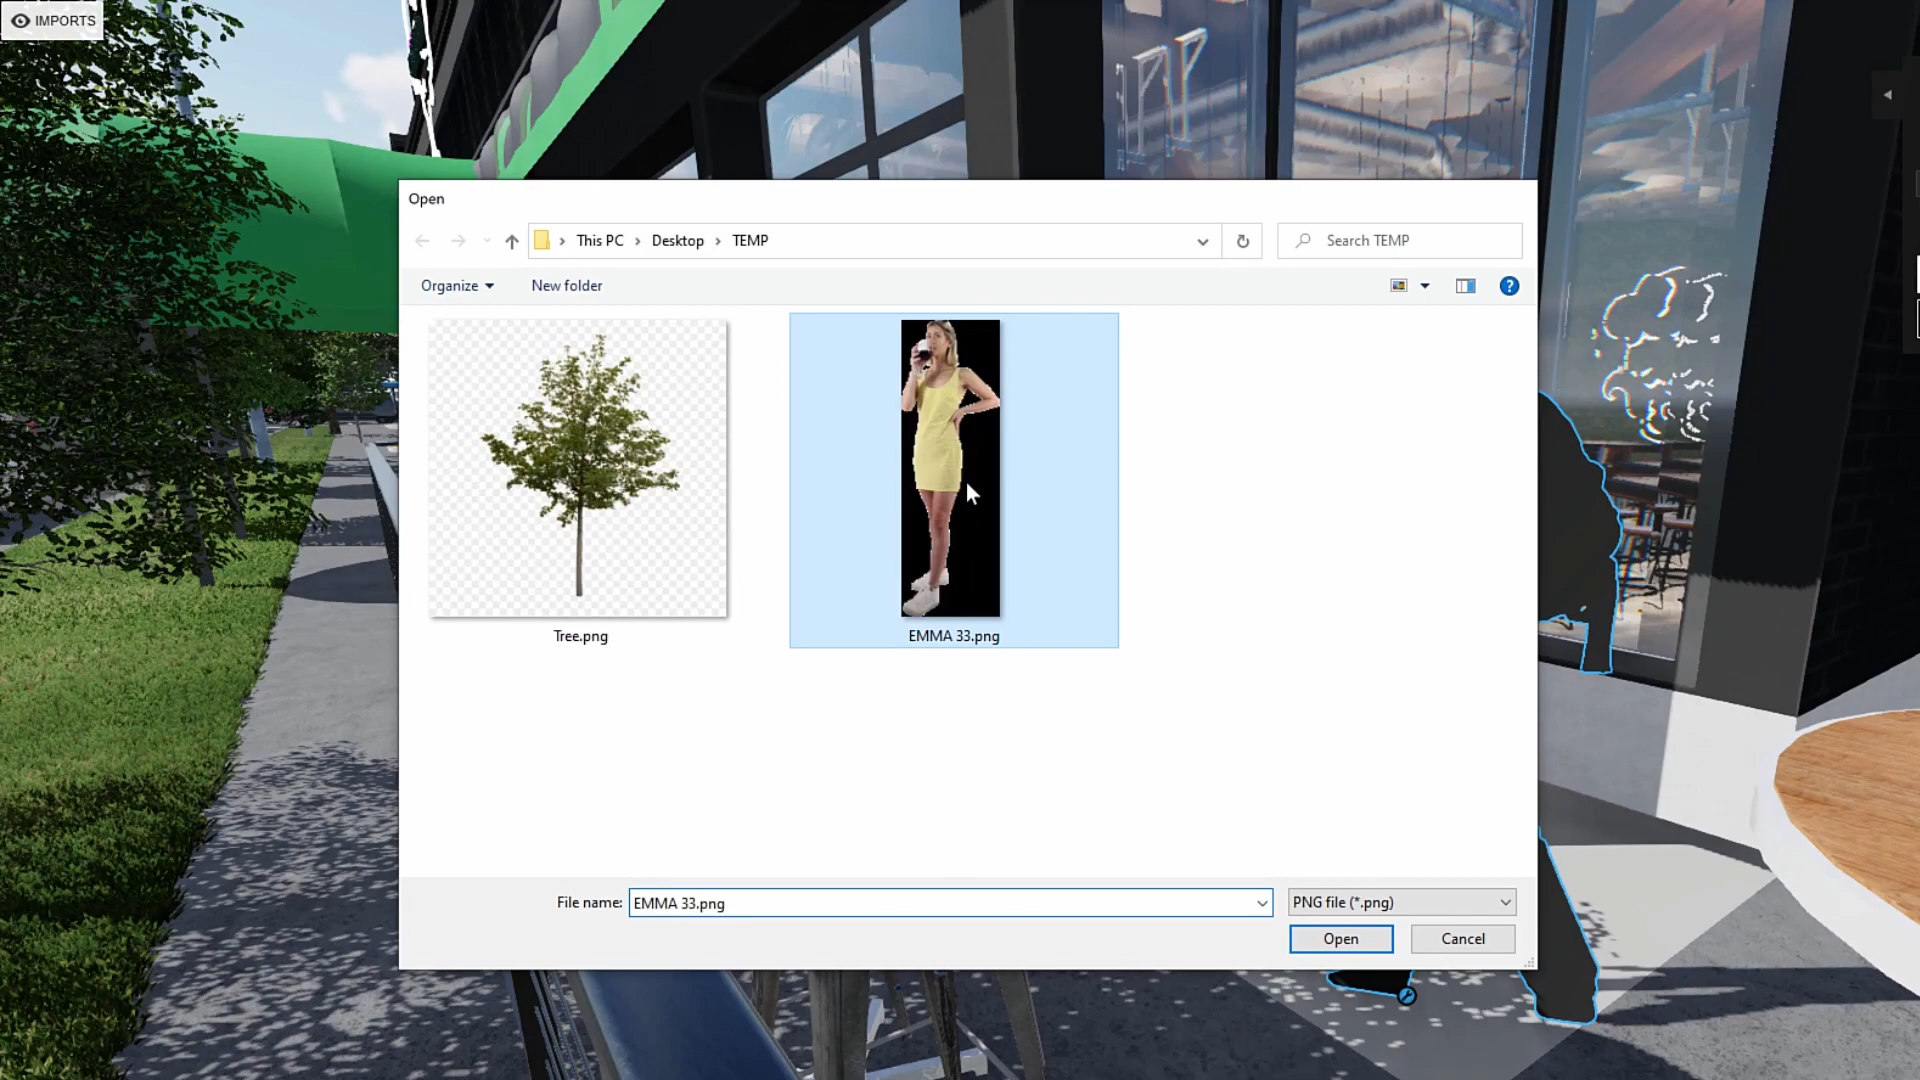 IMPORTS
Open
This PC > Desktop > TEMP
Search TEMP
Organize
New folder
?
Tree.png
EMMA 33.png
File name:
EMMA 33.png
PNG file (*.png)
Open
Cancel